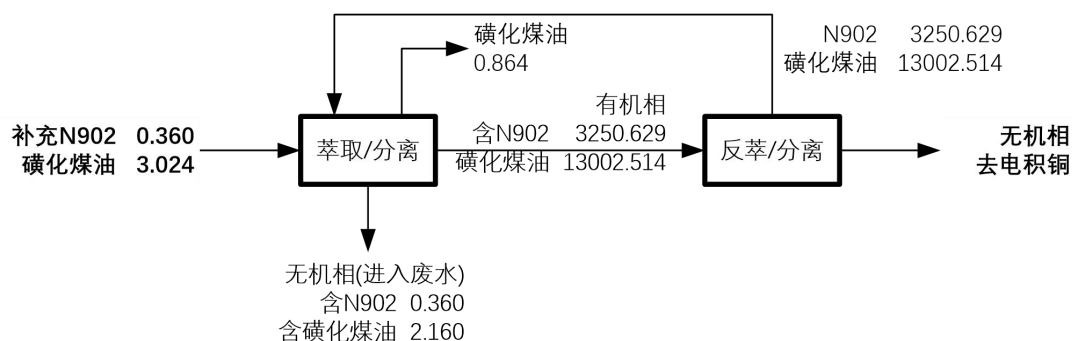 磺化煤油
0.864
N902 3250.629
磺化煤油 13002.514
补充N902 0.360
磺化煤油 3.024
萃取/分离
有机相
含N902 3250.629
磺化煤油 13002.514
反萃/分离
无机相
去电积铜
无机相(进入废水)
含N902 0.360
含磺化煤油 2.160